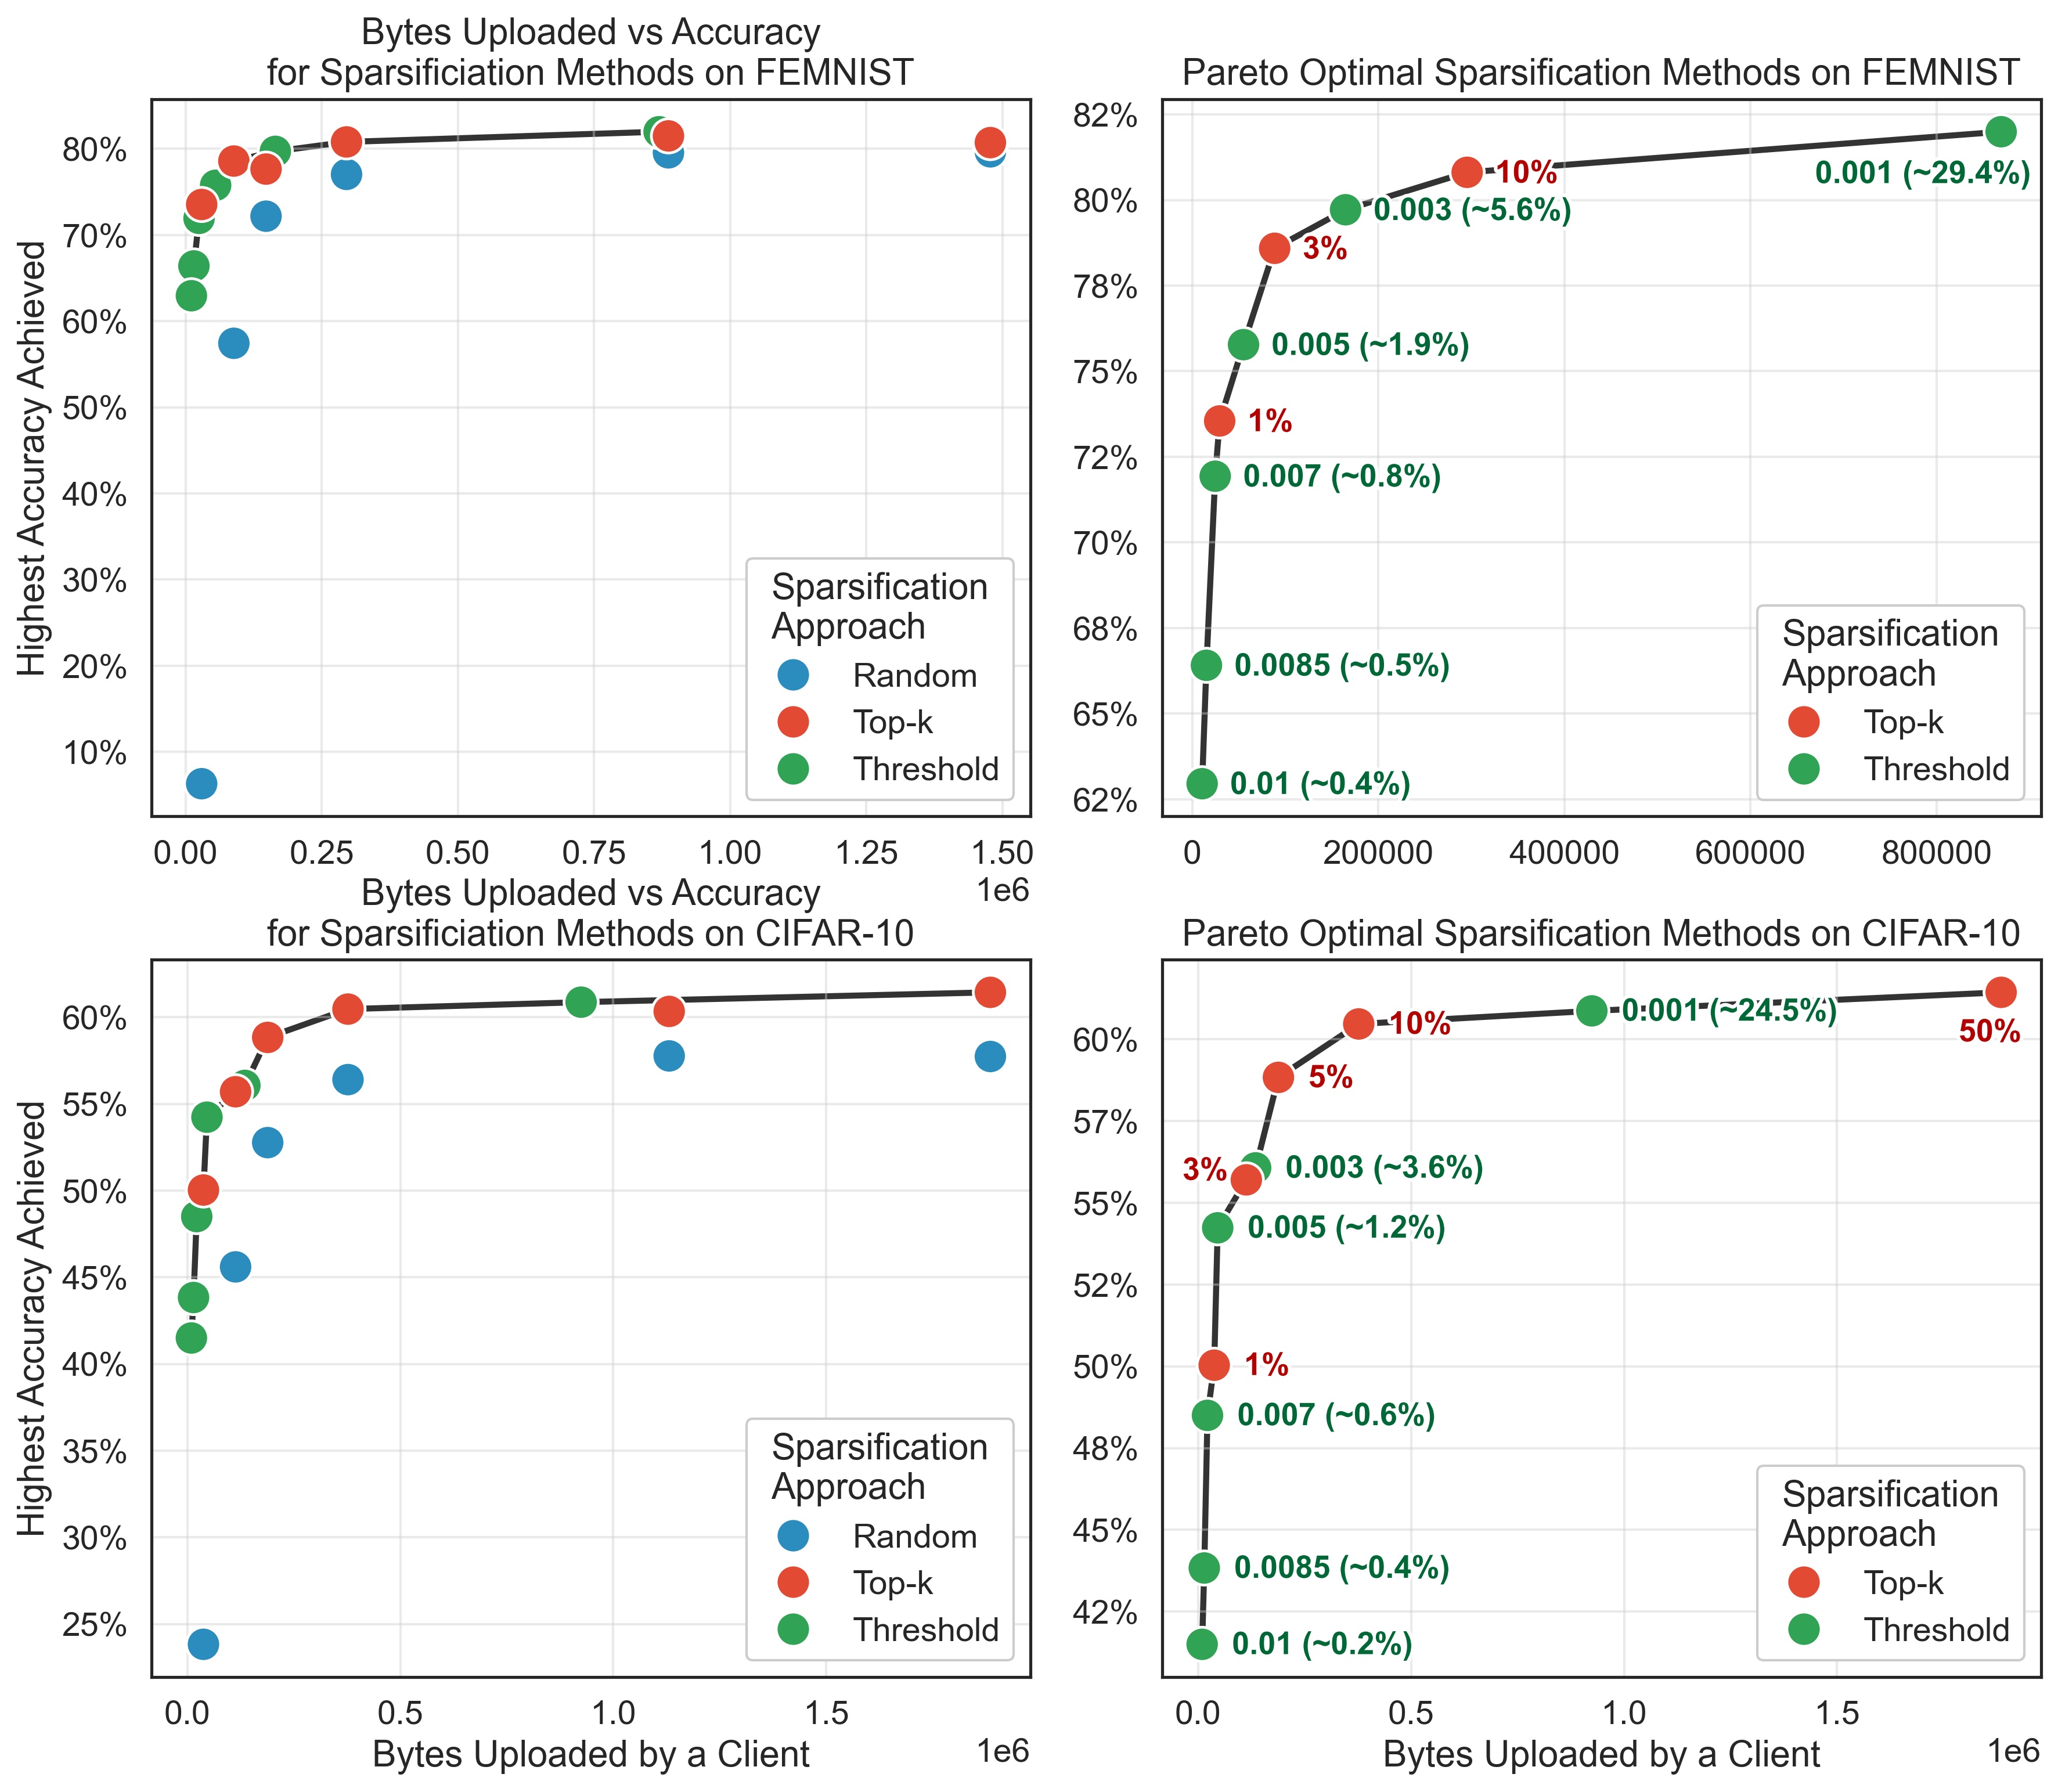 Bytes Uploaded vs Accuracy
for Sparsificiation Methods on FEMNIST
Highest Accuracy Achieved
80%
70%
60%
50%
40%
30%
20%
10%
Sparsification
Approach
Random
Top-k
Threshold
0.00
0.25
0.50
0.75
1.00
1.25
1.50
1e6
Pareto Optimal Sparsification Methods on FEMNIST
82%
80%
78%
75%
72%
70%
68%
65%
62%
0.001 (~29.4%)
10%
0.003 (~5.6%)
3%
0.005 (~1.9%)
1%
0.007 (~0.8%)
0.0085 (~0.5%)
0.01 (~0.4%)
Sparsification
Approach
Top-k
Threshold
0
200000
400000
600000
800000
Bytes Uploaded vs Accuracy
for Sparsificiation Methods on CIFAR-10
Highest Accuracy Achieved
60%
55%
50%
45%
40%
35%
30%
25%
Sparsification
Approach
Random
Top-k
Threshold
0.0
0.5
1.0
1.5
1e6
Bytes Uploaded by a Client
Pareto Optimal Sparsification Methods on CIFAR-10
60%
57%
55%
52%
50%
48%
45%
42%
50%
0.001 (~24.5%)
10%
5%
0.003 (~3.6%)
3%
0.005 (~1.2%)
1%
0.007 (~0.6%)
0.0085 (~0.4%)
0.01 (~0.2%)
Sparsification
Approach
Top-k
Threshold
0.0
0.5
1.0
1.5
1e6
Bytes Uploaded by a Client